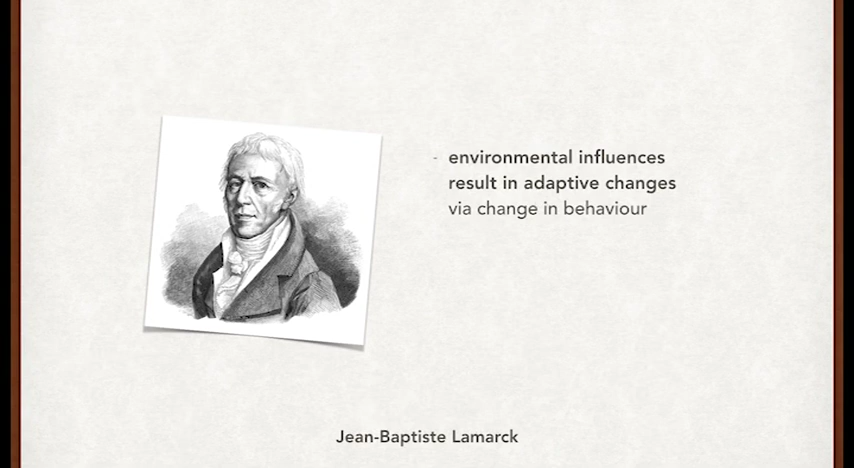 - environmental influences
result in adaptive changes
via change in behaviour
Jean-Baptiste Lamarck